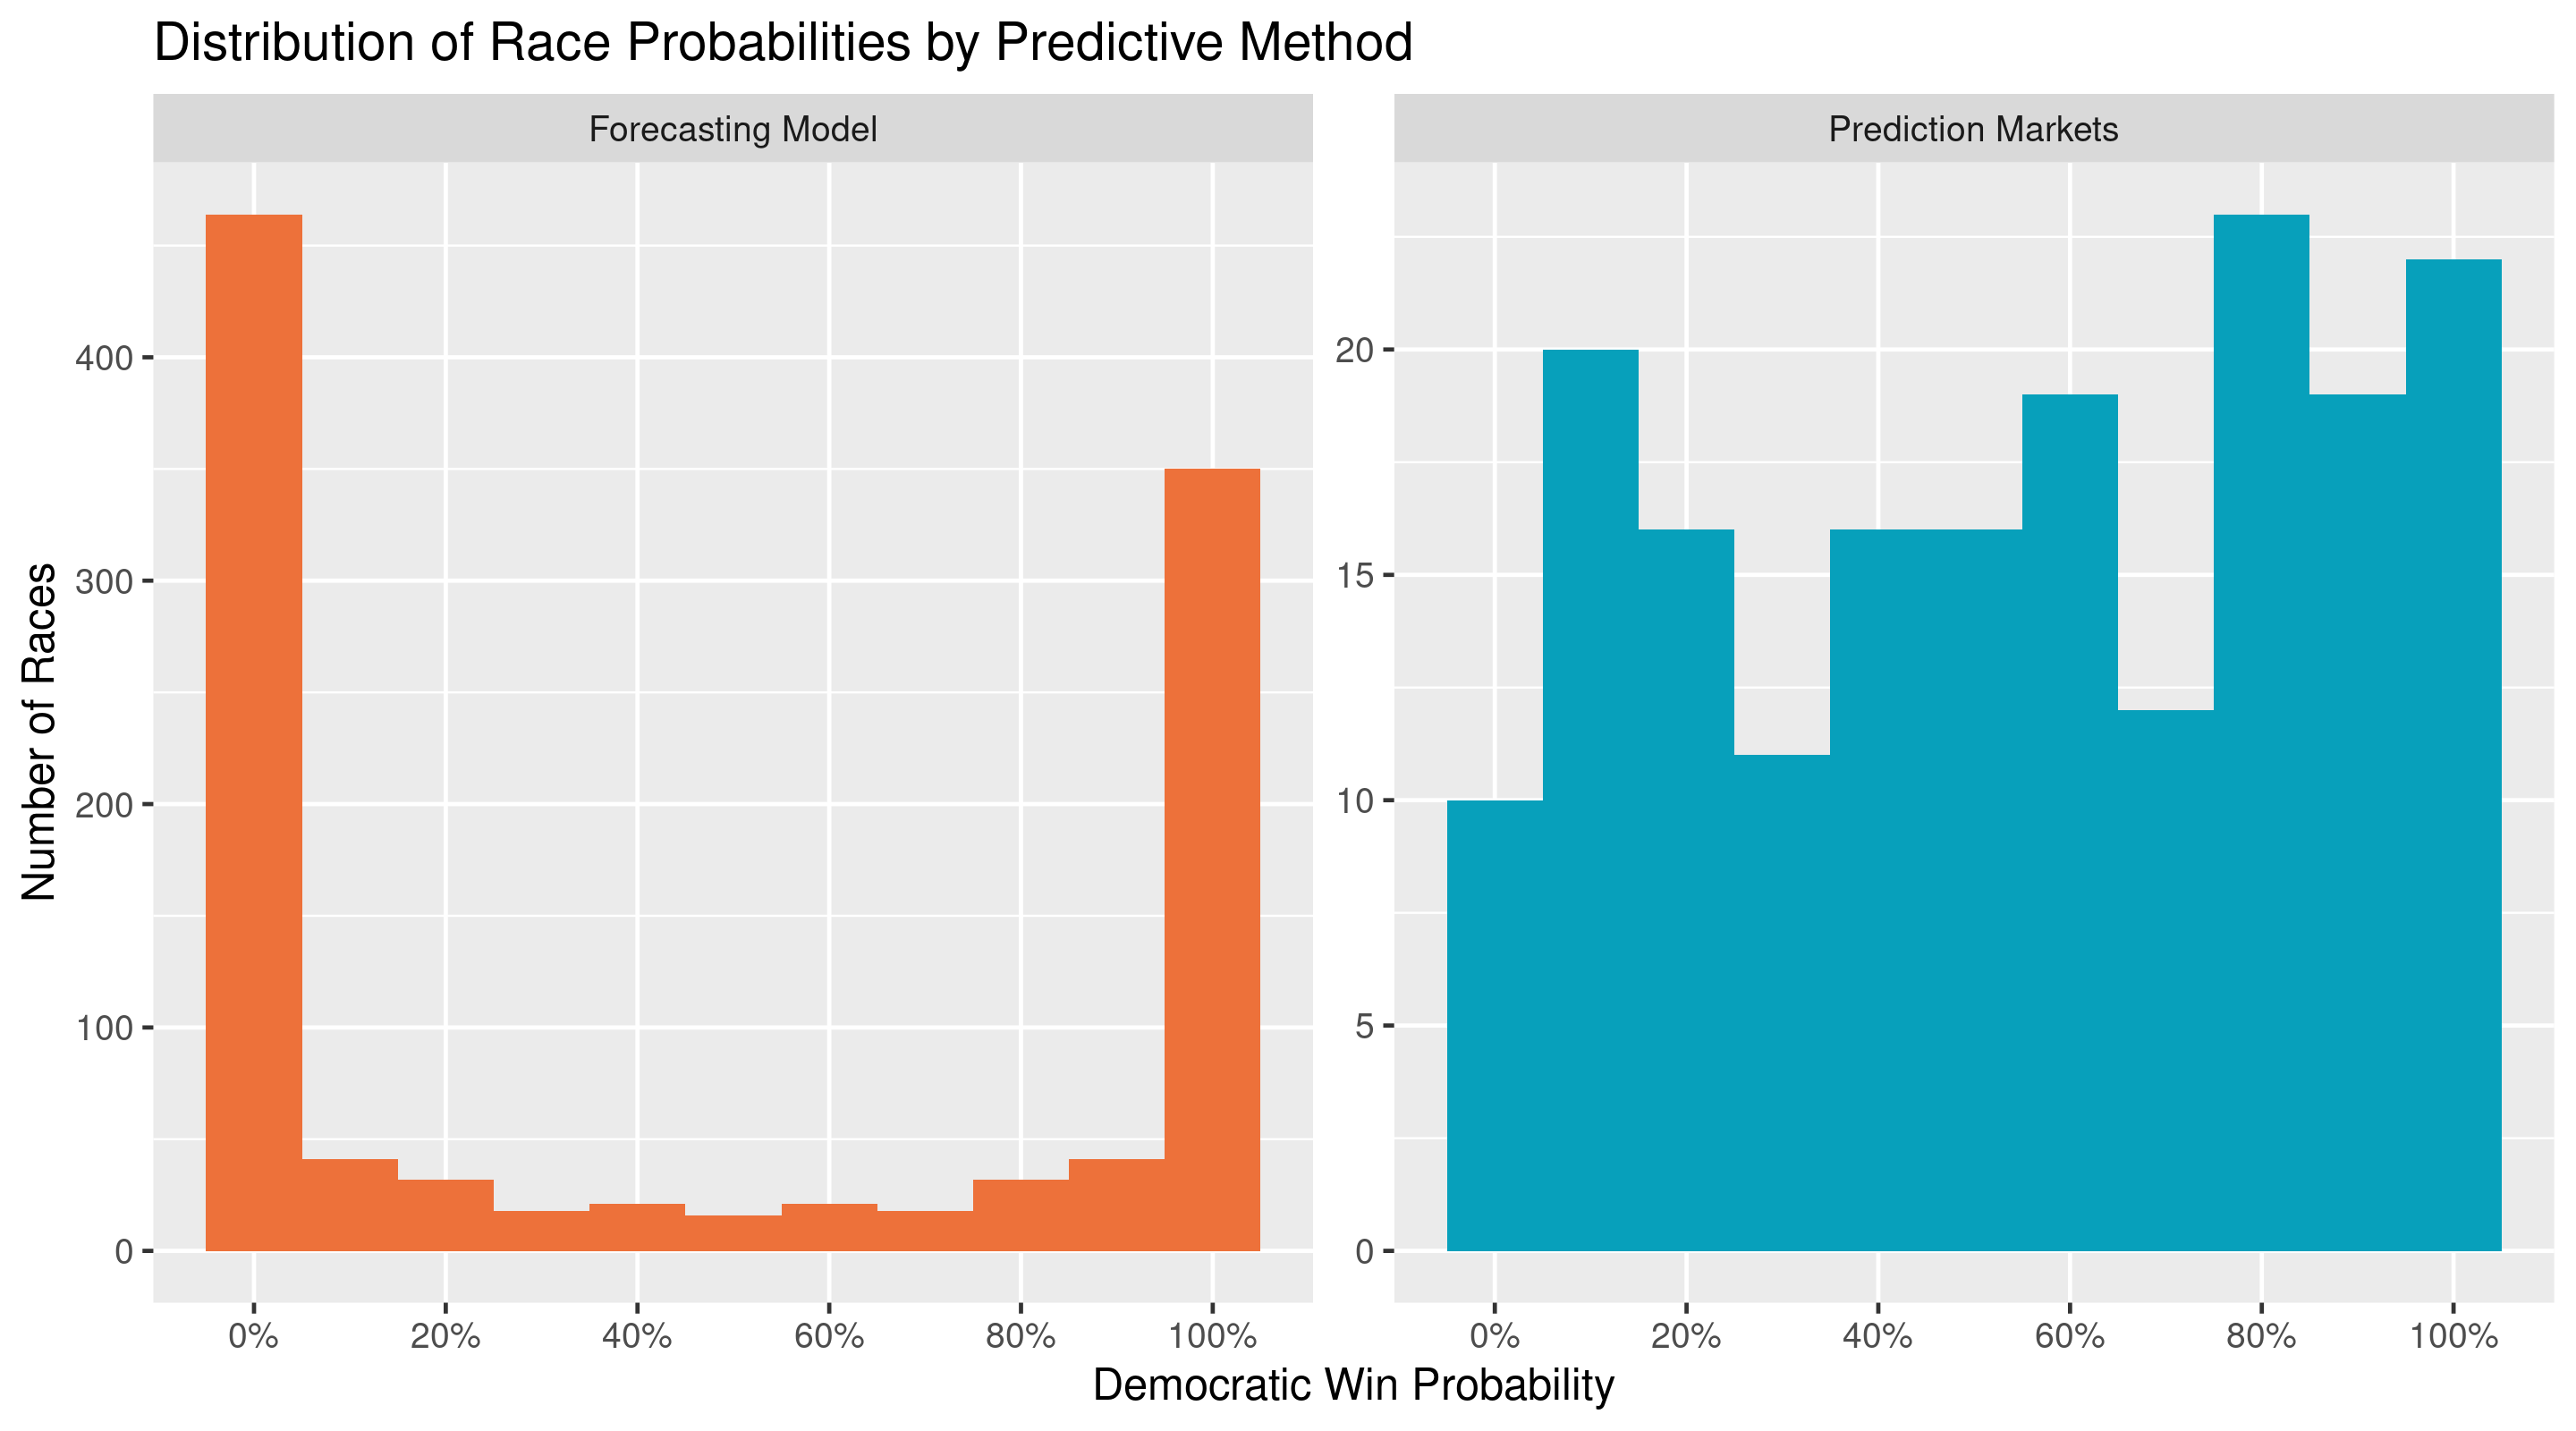 Distribution of Race Probabilities by Predictive Method
Forecasting Model
Prediction Markets
Number of Races
400
300
200
100
0
20
15
10
5
0
0% 20% 40% 60% 80% 100%
0% 20% 40% 60% 80% 100%
Democratic Win Probability